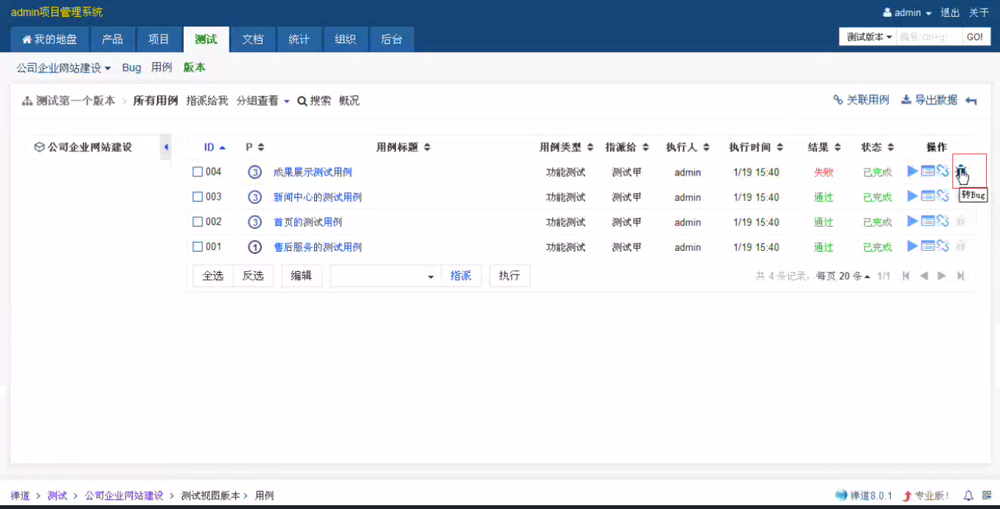 admin项目管理系统 admin 退出 关于
我的地盘 产品 项目 测试 文档 统计 组织 后台 测试版本 编号(ctrl+g) GO!
公司企业网站建设 Bug 用例 版本
测试第一个版本 > 所有用例 指派给我 分组查看 搜索 概况 关联用例 导出数据
公司企业网站建设 ID P 用例标题 用例类型 指派给 执行人 执行时间 结果 状态 操作
004 3 成果展示测试用例 功能测试 测试甲 admin 1/19 15:40 失败 已完成
转Bug
003 3 新闻中心的测试用例 功能测试 测试甲 admin 1/19 15:40 通过 已完成
002 3 首页的测试用例 功能测试 测试甲 admin 1/19 15:40 通过 已完成
001 1 售后服务的测试用例 功能测试 测试甲 admin 1/19 15:40 通过 已完成
全选 反选 编辑 指派 执行 共 4 条记录，每页 20 条 1/1
禅道 > 测试 > 公司企业网站建设 > 测试视图版本 > 用例 禅道8.0.1 专业版!